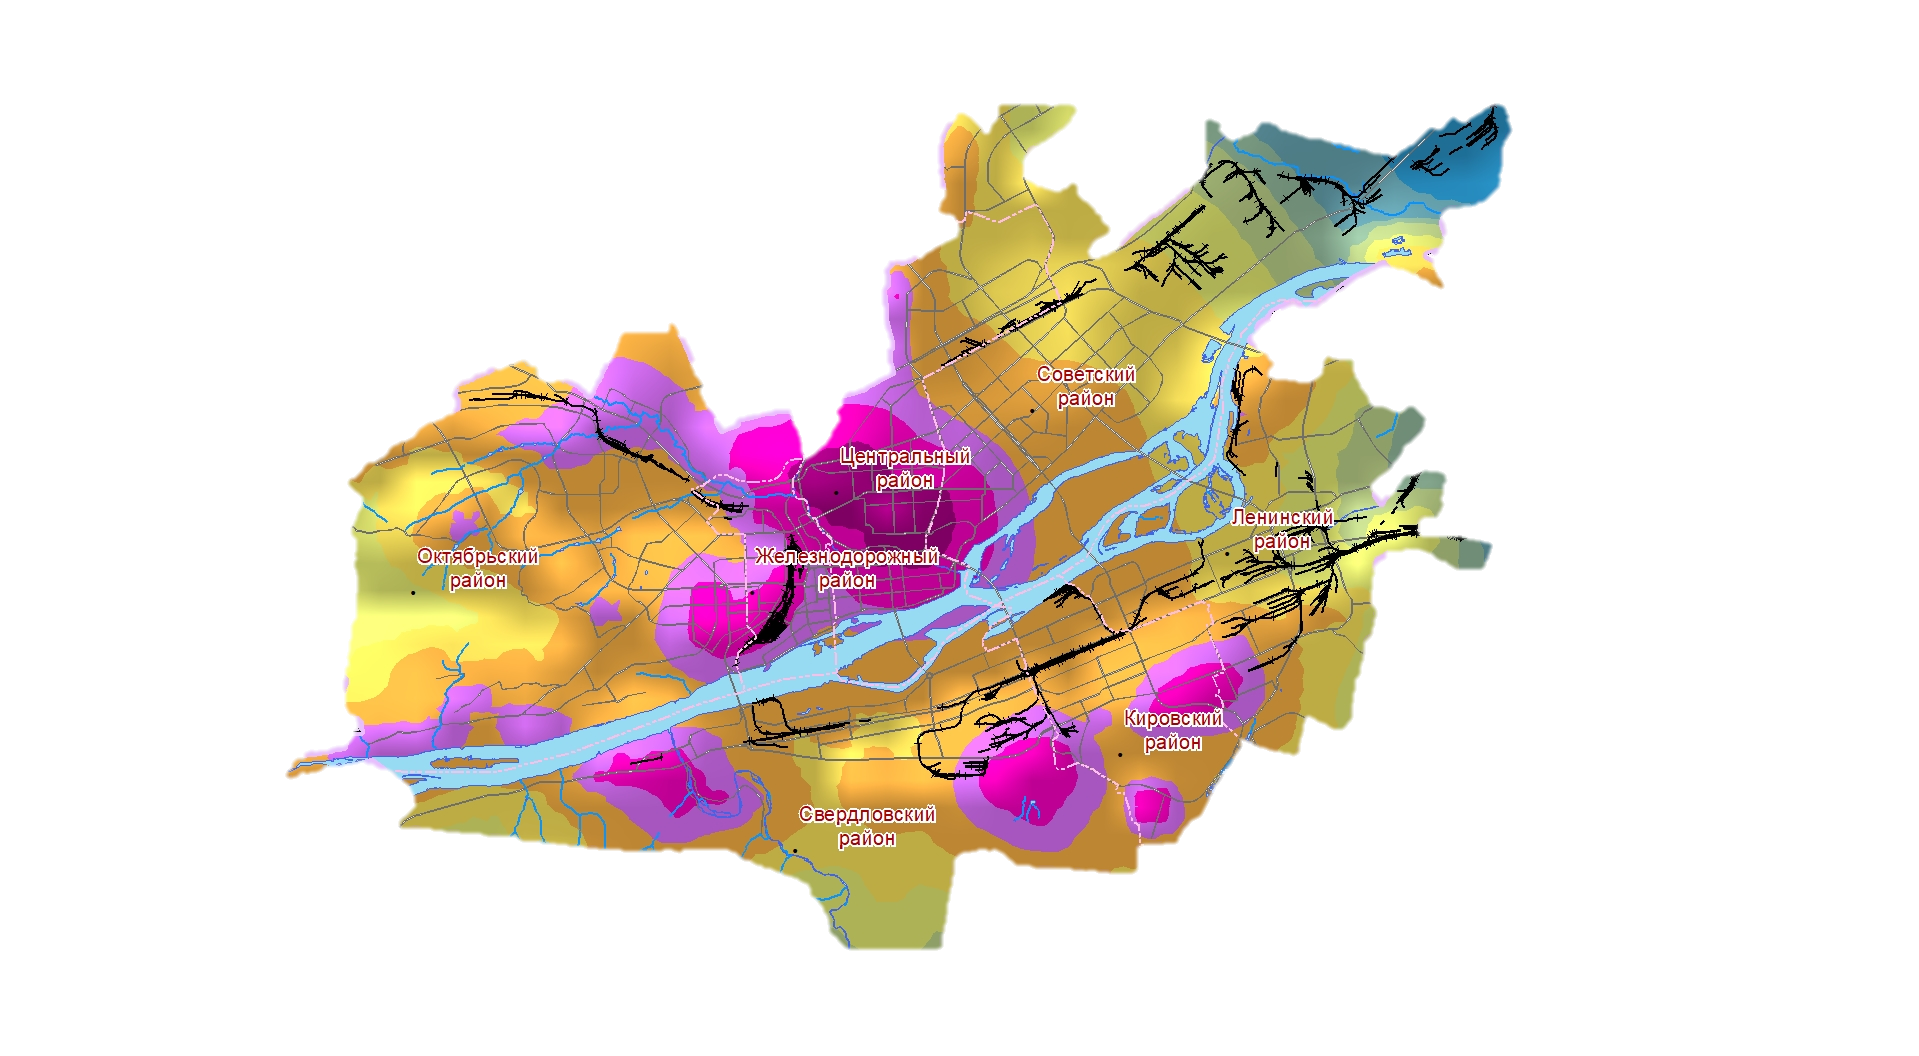 Советский
район
Центральный
район
Ленинский
район
Октябрьский
район
Железнодорожный
район
Кировский
район
Свердловский
район